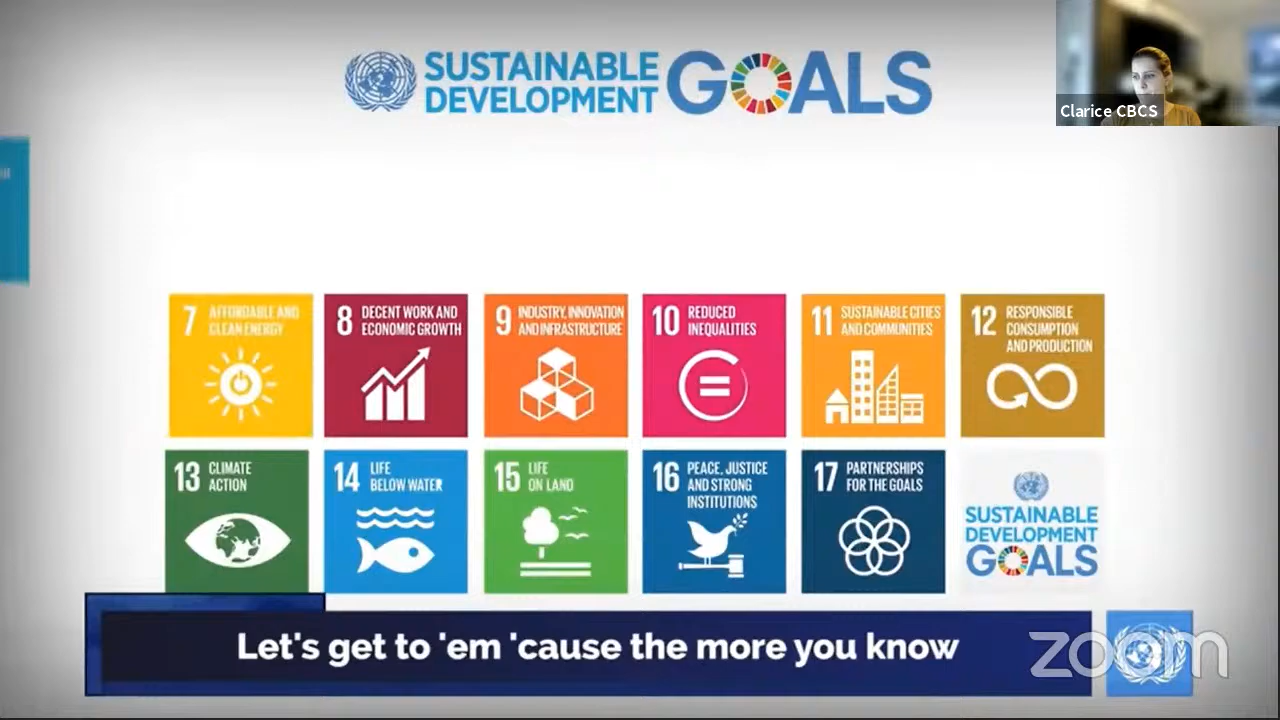 SUSTAINABLE
DEVELOPMENT
GOALS
Clarice CBCS
7 AFFORDABLE AND
CLEAN ENERGY
8 DECENT WORK AND
ECONOMIC GROWTH
9 INDUSTRY, INNOVATION
AND INFRASTRUCTURE
10 REDUCED
INEQUALITIES
11 SUSTAINABLE CITIES
AND COMMUNITIES
12 RESPONSIBLE
CONSUMPTION
AND PRODUCTION
13 CLIMATE
ACTION
14 LIFE
BELOW WATER
15 LIFE
ON LAND
16 PEACE, JUSTICE
AND STRONG
INSTITUTIONS
17 PARTNERSHIPS
FOR THE GOALS
SUSTAINABLE
DEVELOPMENT
GOALS
Let's get to 'em 'cause the more you know
zoom